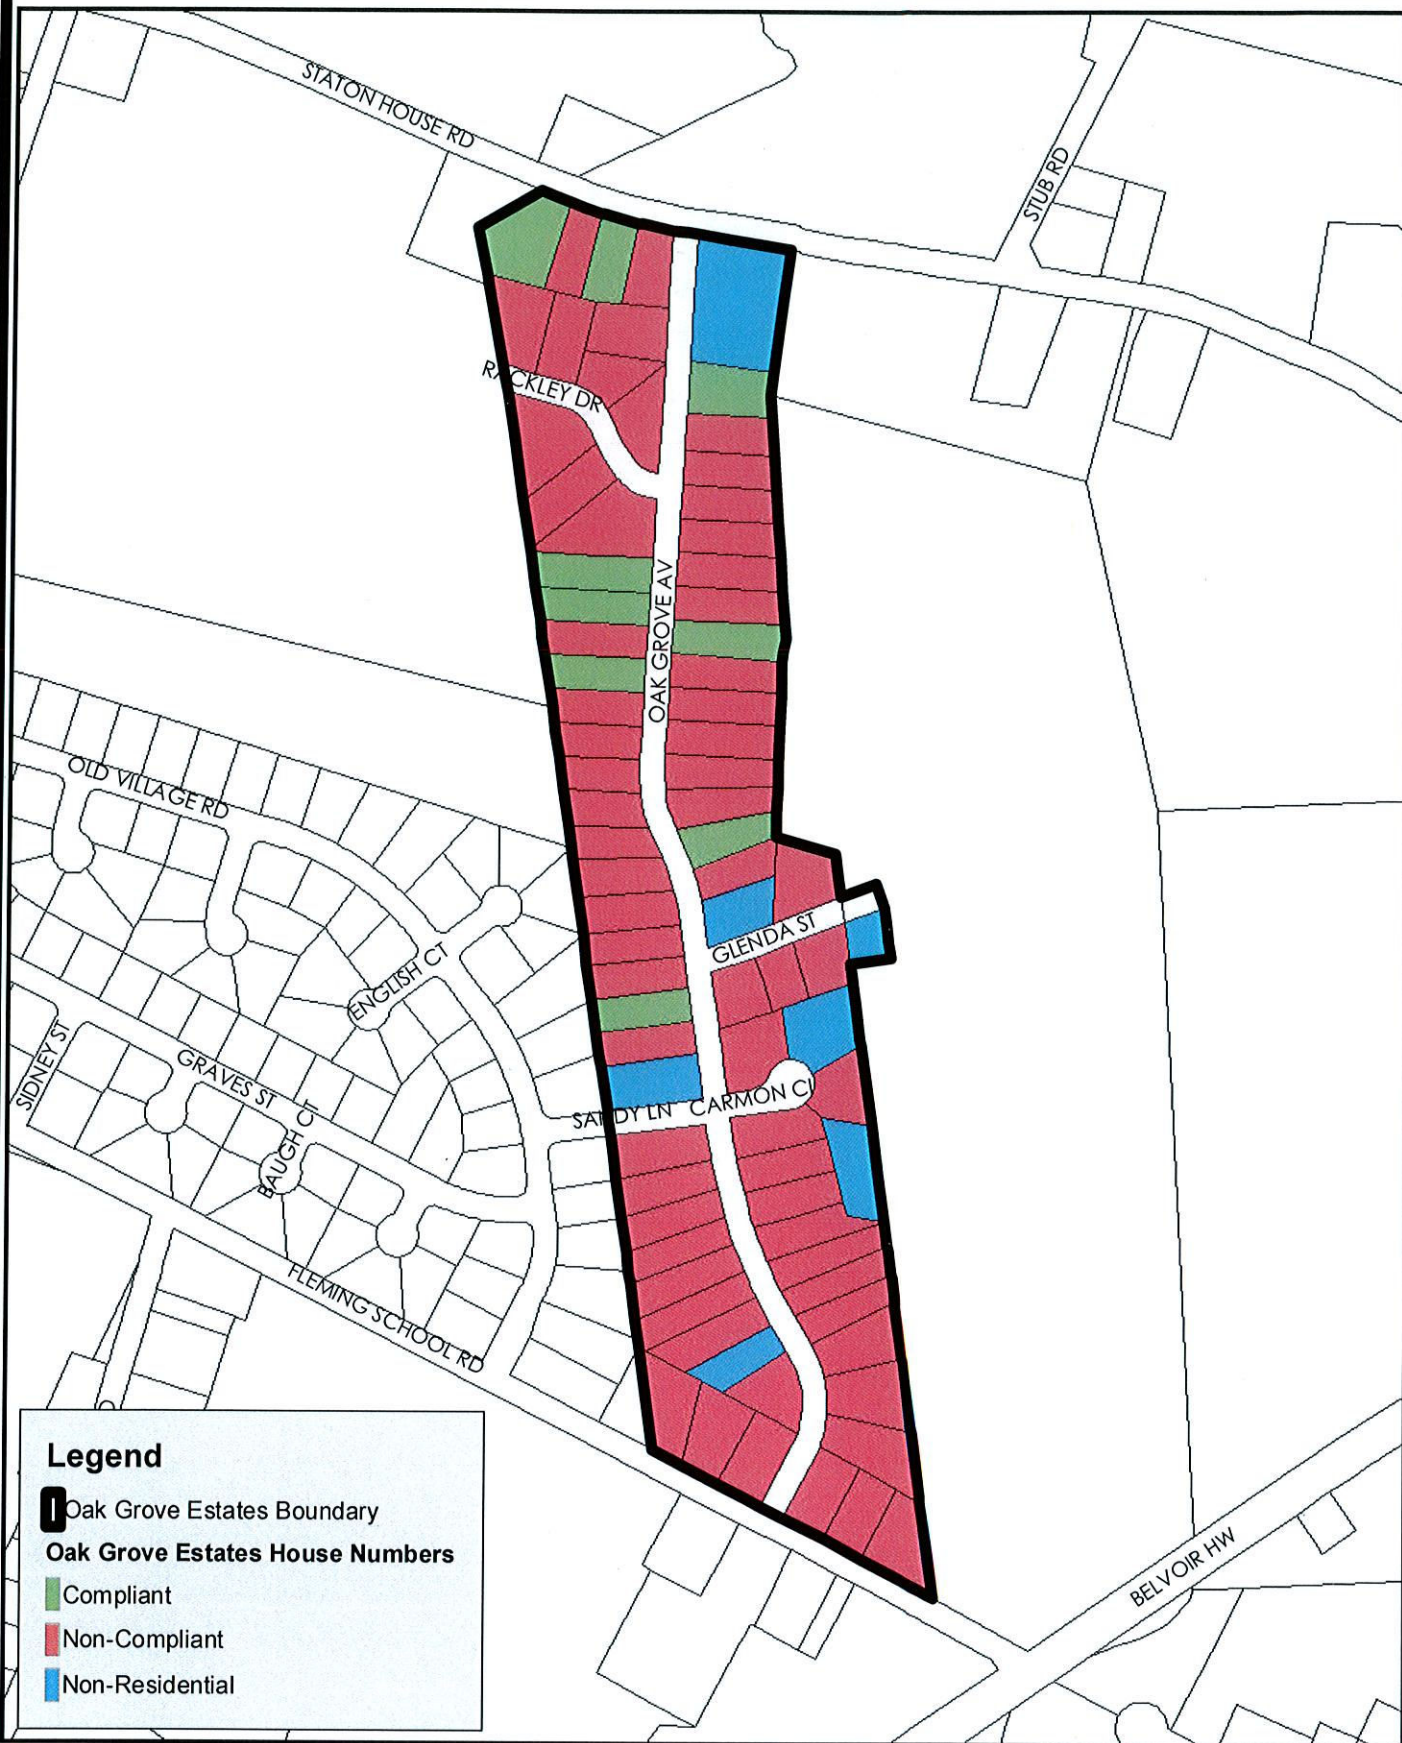 STATON HOUSE RD
STUB RD
RACKLEY DR
OAK GROVE AV
OLD VILLAGE RD
GLENDA ST
ENGLISH CT
SIDNEY ST
GRAVES ST
BAUGH CT
SANDY LN
CARMON CI
FLEMING SCHOOL RD
BELVOIR HW
Legend
Oak Grove Estates Boundary
Oak Grove Estates House Numbers
Compliant
Non-Compliant
Non-Residential